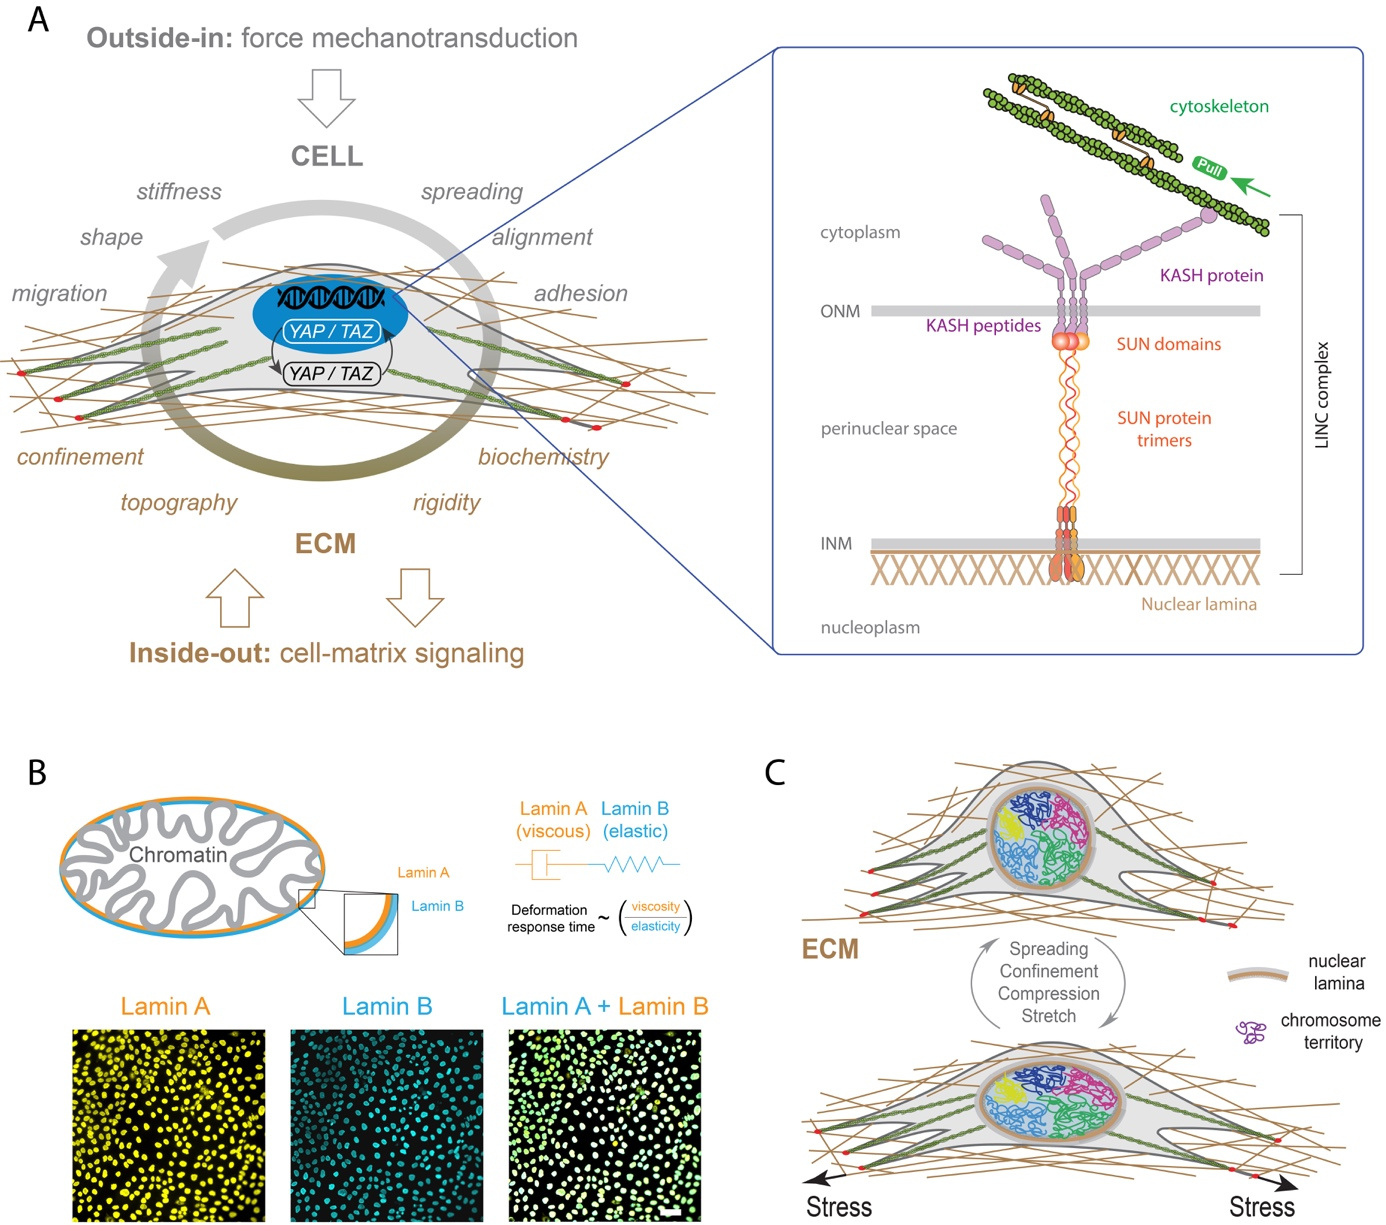 A
Outside-in: force mechanotransduction
CELL
stiffness
spreading
shape
alignment
migration
adhesion
YAP / TAZ
YAP / TAZ
confinement
biochemistry
topography
rigidity
ECM
Inside-out: cell-matrix signaling
cytoskeleton
Pull
cytoplasm
KASH protein
ONM
KASH peptides
SUN domains
SUN protein
trimers
perinuclear space
LINC complex
INM
Nuclear lamina
nucleoplasm
B
Chromatin
Lamin A
Lamin B
Lamin A
(viscous)
Lamin B
(elastic)
Deformation
response time
~
viscosity
elasticity
Lamin A
Lamin B
Lamin A + Lamin B
C
ECM
Spreading
Confinement
Compression
Stretch
nuclear
lamina
chromosome
territory
Stress
Stress